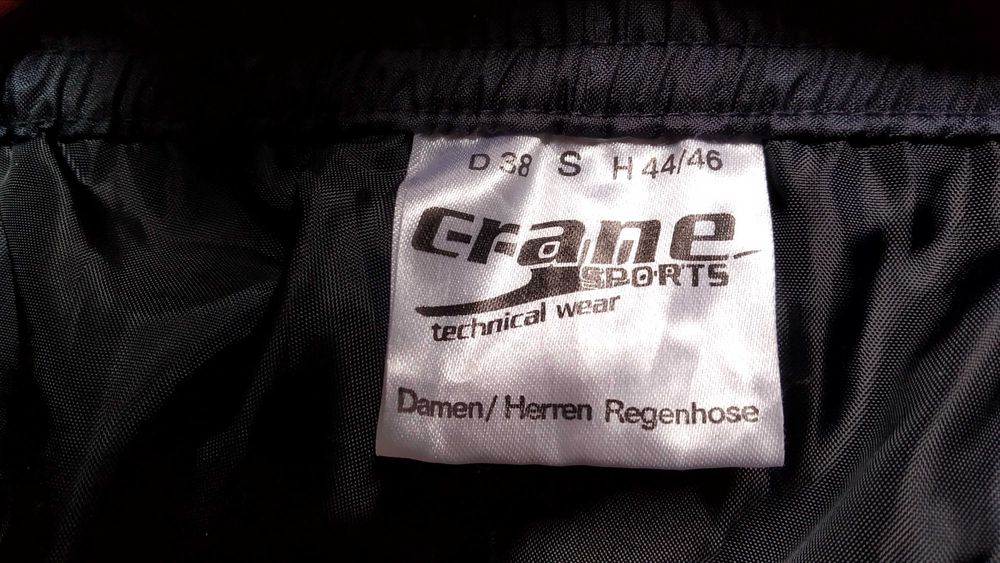 D 38 S H 44/46
Crane
SPORTS
technical wear
Damen/Herren Regenhose